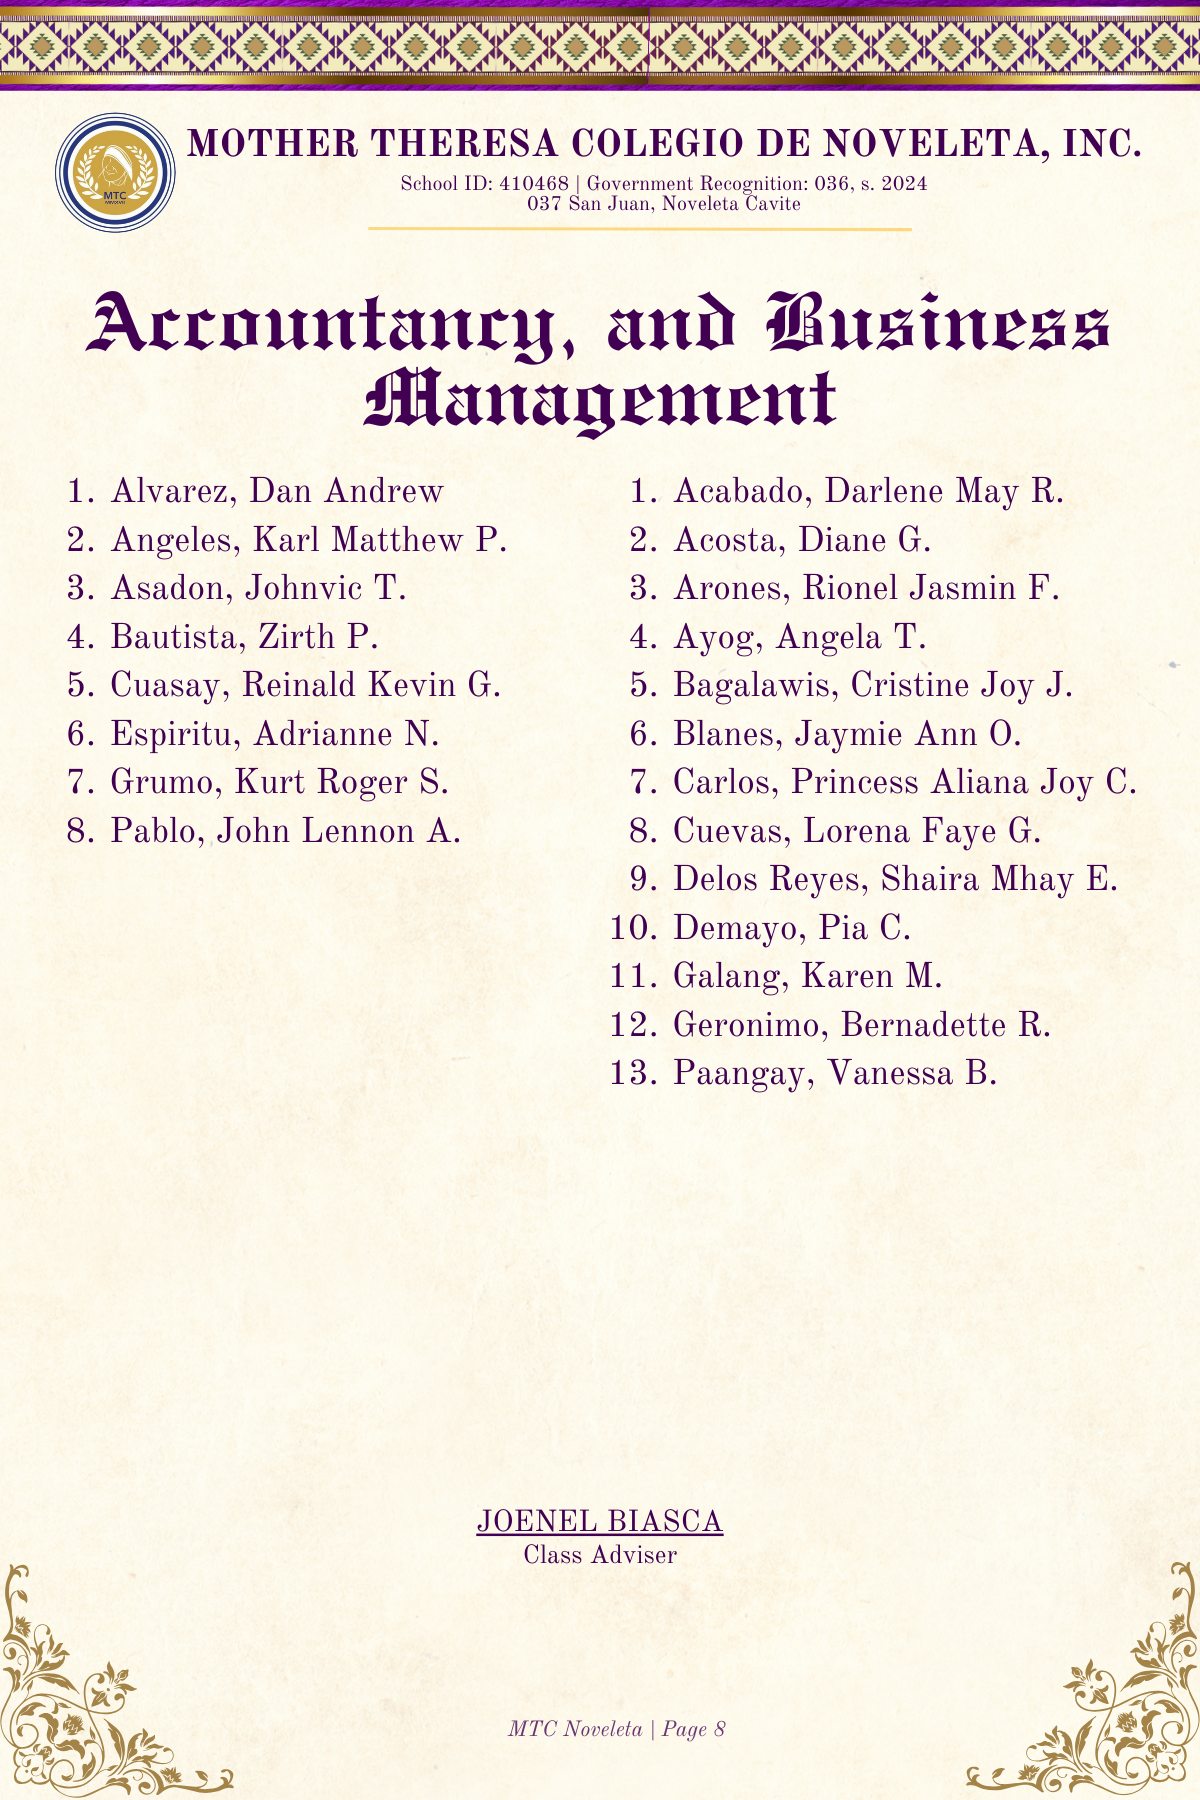 MOTHER THERESA COLEGIO DE NOVELETA, INC.
School ID: 410468 | Government Recognition: 036, s. 2024
037 San Juan, Noveleta Cavite
MTC
Accountancy, and Business
Management
1. Alvarez, Dan Andrew
2. Angeles, Karl Matthew P.
3. Asadon, Johnvic T.
4. Bautista, Zirth P.
5. Cuasay, Reinald Kevin G.
6. Espiritu, Adrianne N.
7. Grumo, Kurt Roger S.
8. Pablo, John Lennon A.
1. Acabado, Darlene May R.
2. Acosta, Diane G.
3. Arones, Rionel Jasmin F.
4. Ayog, Angela T.
5. Bagalawis, Cristine Joy J.
6. Blanes, Jaymie Ann O.
7. Carlos, Princess Aliana Joy C.
8. Cuevas, Lorena Faye G.
9. Delos Reyes, Shaira Mhay E.
10. Demayo, Pia C.
11. Galang, Karen M.
12. Geronimo, Bernadette R.
13. Paangay, Vanessa B.
JOENEL BIASCA
Class Adviser
MTC Noveleta | Page 8